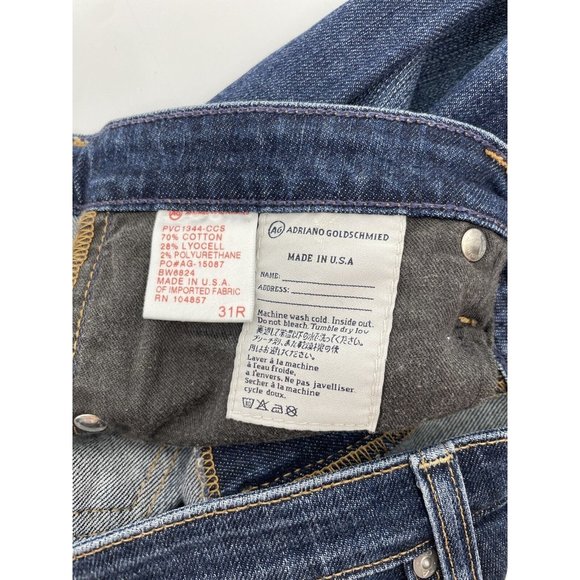 PVC1344-CCS
70% COTTON
28% LYOCELL
2% POLYURETHANE
PO#AG-15087
BW6824
MADE IN U.S.A.
OF IMPORTED FABRIC
RN 104857
31R
AG ADRIANO GOLDSCHMIED
MADE IN U.S.A
NAME:
ADDRESS:
Machine wash cold. Inside out.
Do not bleach. Tumble dry low
Laver à la machine
à l'eau froide,
a l'envers. Ne pas javelliser.
Secher à la machine
cycle doux.